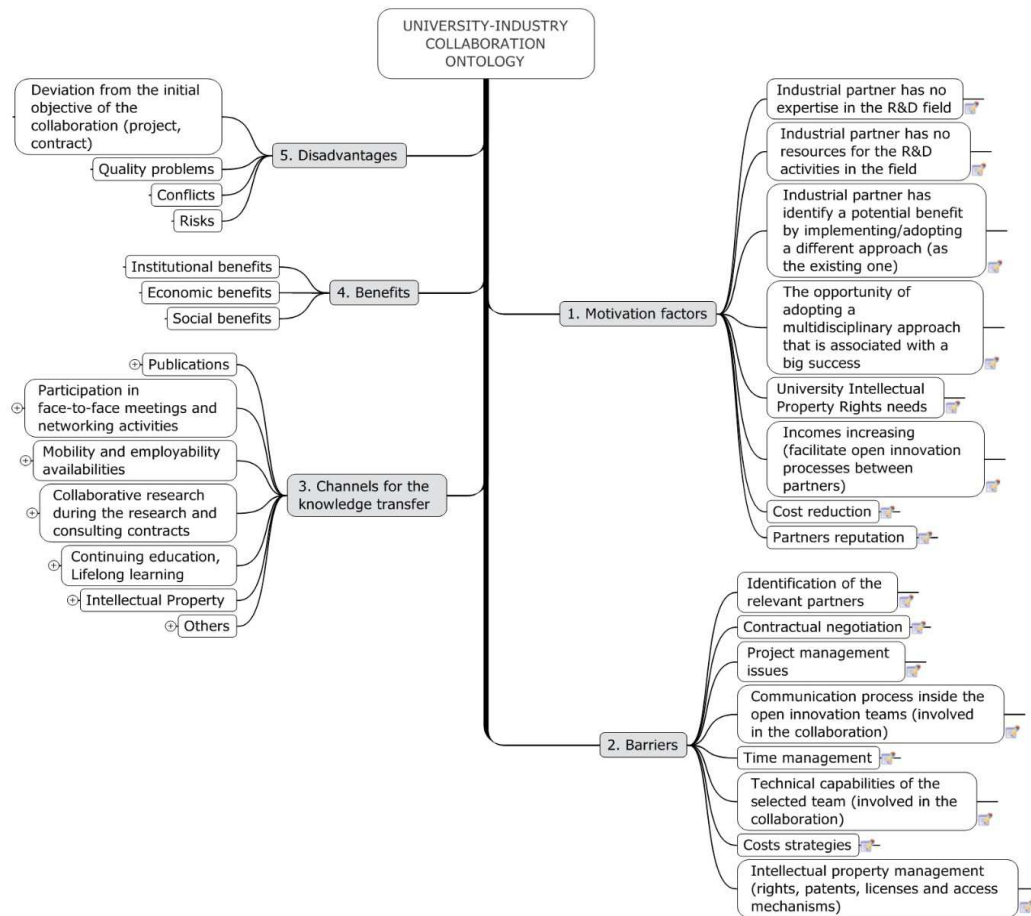 UNIVERSITY-INDUSTRY
COLLABORATION
ONTOLOGY
1. Motivation factors
Industrial partner has no
expertise in the R&D field
Industrial partner has no
resources for the R&D
activities in the field
Industrial partner has
identify a potential benefit
by implementing/adopting
a different approach (as
the existing one)
The opportunity of
adopting a
multidisciplinary approach
that is associated with a
big success
University Intellectual
Property Rights needs
Incomes increasing
(facilitate open innovation
processes between
partners)
Cost reduction
Partners reputation
2. Barriers
Identification of the
relevant partners
Contractual negotiation
Project management
issues
Communication process inside the
open innovation teams (involved
in the collaboration)
Time management
Technical capabilities of the
selected team (involved in the
collaboration)
Costs strategies
Intellectual property management
(rights, patents, licenses and access
mechanisms)
3. Channels for the
knowledge transfer
Publications
Participation in
face-to-face meetings and
networking activities
Mobility and employability
availabilities
Collaborative research
during the research and
consulting contracts
Continuing education,
Lifelong learning
Intellectual Property
Others
4. Benefits
Institutional benefits
Economic benefits
Social benefits
5. Disadvantages
Deviation from the initial
objective of the
collaboration (project,
contract)
Quality problems
Conflicts
Risks